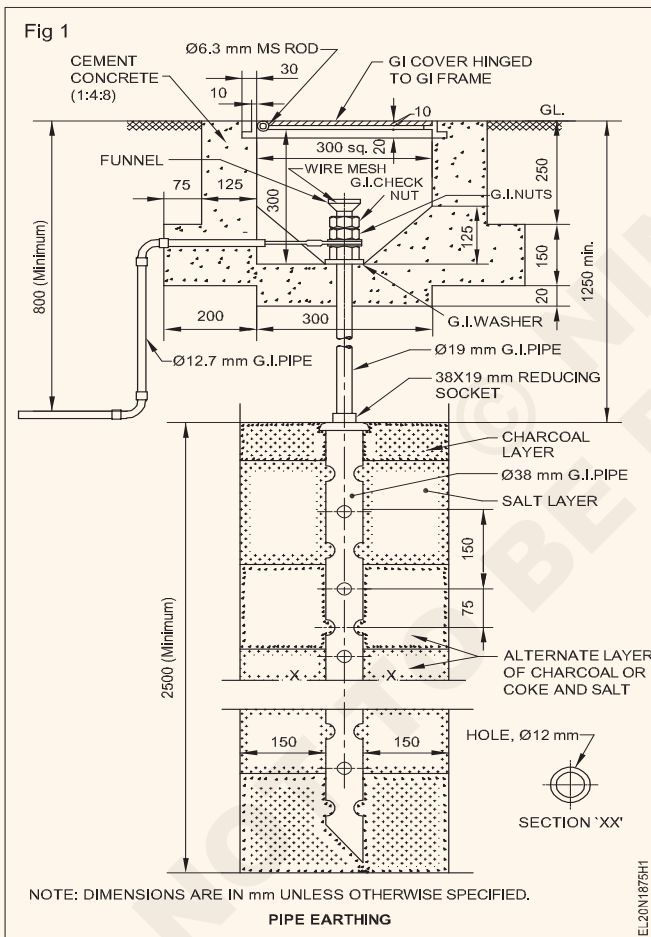 Fig 1
Ø6.3 mm MS ROD
CEMENT
CONCRETE
(1:4:8)
30
10
GI COVER HINGED
TO GI FRAME
10
GL.
20
300 sq.
FUNNEL
WIRE MESH
G.I.CHECK
NUT
G.I.NUTS
75
125
300
125
250
150
20
1250 min.
800 (Minimum)
200
300
G.I.WASHER
Ø12.7 mm G.I.PIPE
Ø19 mm G.I.PIPE
38X19 mm REDUCING
SOCKET
CHARCOAL
LAYER
Ø38 mm G.I.PIPE
SALT LAYER
150
75
2500 (Minimum)
ALTERNATE LAYER
OF CHARCOAL OR
COKE AND SALT
X
X
150
150
HOLE, Ø12 mm
SECTION ‘XX’
NOTE: DIMENSIONS ARE IN mm UNLESS OTHERWISE SPECIFIED.
PIPE EARTHING
EL20N1875H1
© NIM
NOT TO BE